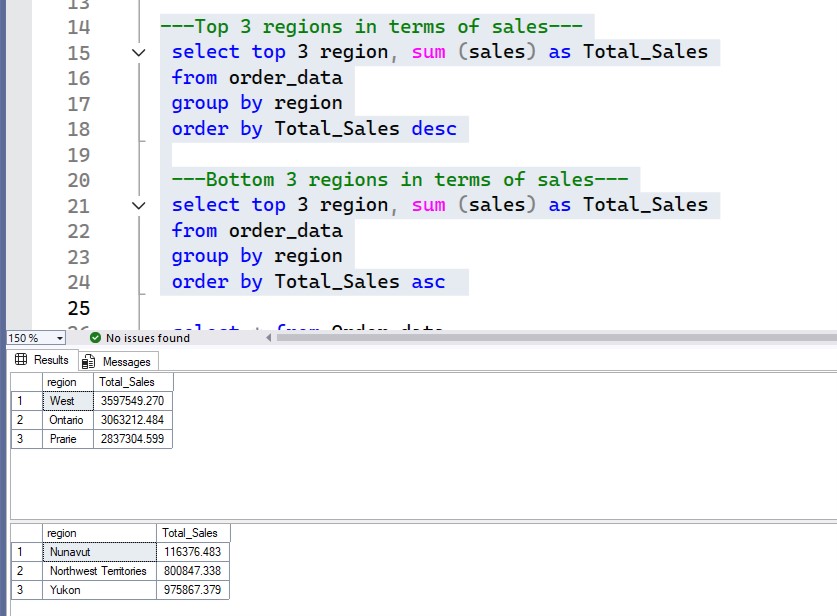 13
14 ---Top 3 regions in terms of sales---
15 select top 3 region, sum (sales) as Total_Sales
16 from order_data
17 group by region
18 order by Total_Sales desc
19
20 ---Bottom 3 regions in terms of sales---
21 select top 3 region, sum (sales) as Total_Sales
22 from order_data
23 group by region
24 order by Total_Sales asc
25
26 select * from Order_data
150 % No issues found
Results Messages
region Total_Sales
1 West 3597549.270
2 Ontario 3063212.484
3 Prarie 2837304.599
region Total_Sales
1 Nunavut 116376.483
2 Northwest Territories 800847.338
3 Yukon 975867.379